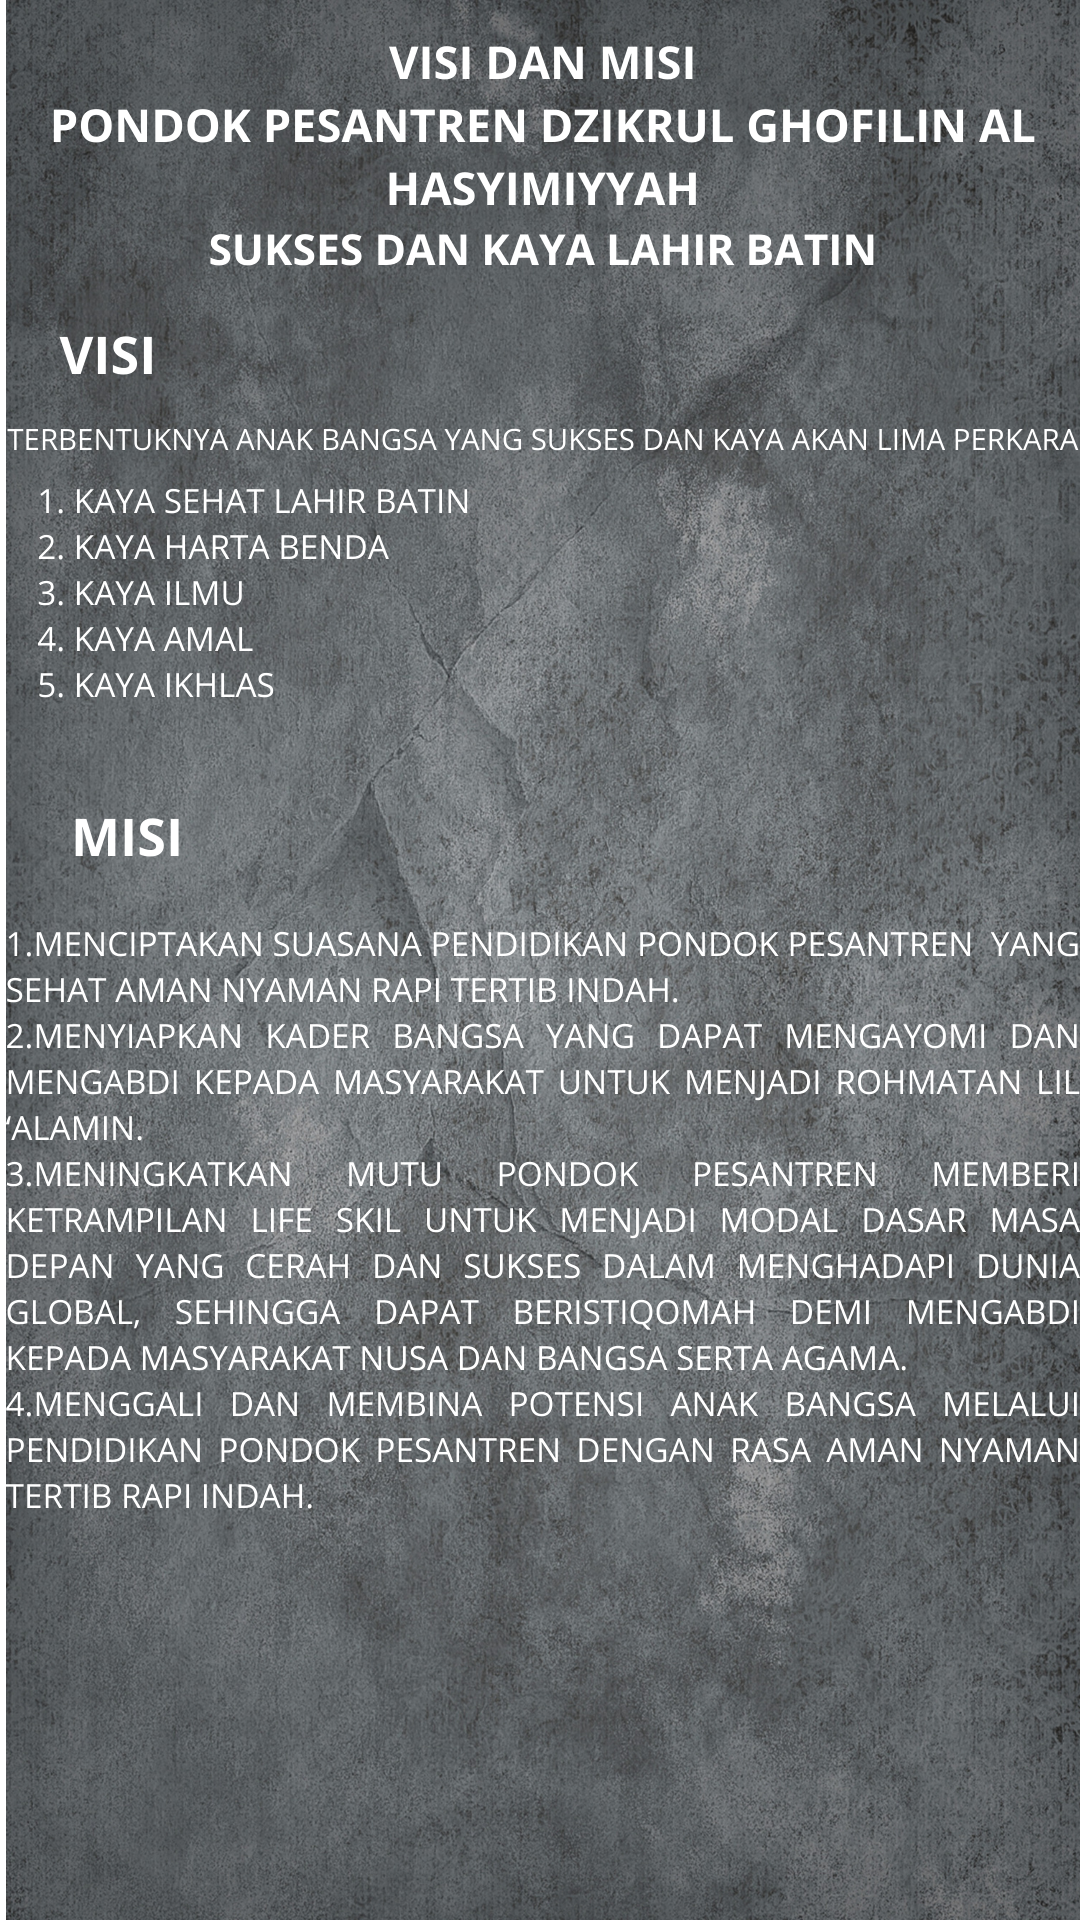 VISI DAN MISI
PONDOK PESANTREN DZIKRUL GHOFILIN AL
HASYIMIYYAH
SUKSES DAN KAYA LAHIR BATIN
VISI
TERBENTUKNYA ANAK BANGSA YANG SUKSES DAN KAYA AKAN LIMA PERKARA
1. KAYA SEHAT LAHIR BATIN
2. KAYA HARTA BENDA
3. KAYA ILMU
4. KAYA AMAL
5. KAYA IKHLAS
MISI
1.MENCIPTAKAN SUASANA PENDIDIKAN PONDOK PESANTREN  YANG
SEHAT AMAN NYAMAN RAPI TERTIB INDAH.
2.MENYIAPKAN KADER BANGSA YANG DAPAT MENGAYOMI DAN
MENGABDI KEPADA MASYARAKAT UNTUK MENJADI ROHMATAN LIL
‘ALAMIN.
3.MENINGKATKAN MUTU PONDOK PESANTREN MEMBERI
KETRAMPILAN LIFE SKIL UNTUK MENJADI MODAL DASAR MASA
DEPAN YANG CERAH DAN SUKSES DALAM MENGHADAPI DUNIA
GLOBAL, SEHINGGA DAPAT BERISTIQOMAH DEMI MENGABDI
KEPADA MASYARAKAT NUSA DAN BANGSA SERTA AGAMA.
4.MENGGALI DAN MEMBINA POTENSI ANAK BANGSA MELALUI
PENDIDIKAN PONDOK PESANTREN DENGAN RASA AMAN NYAMAN
TERTIB RAPI INDAH.